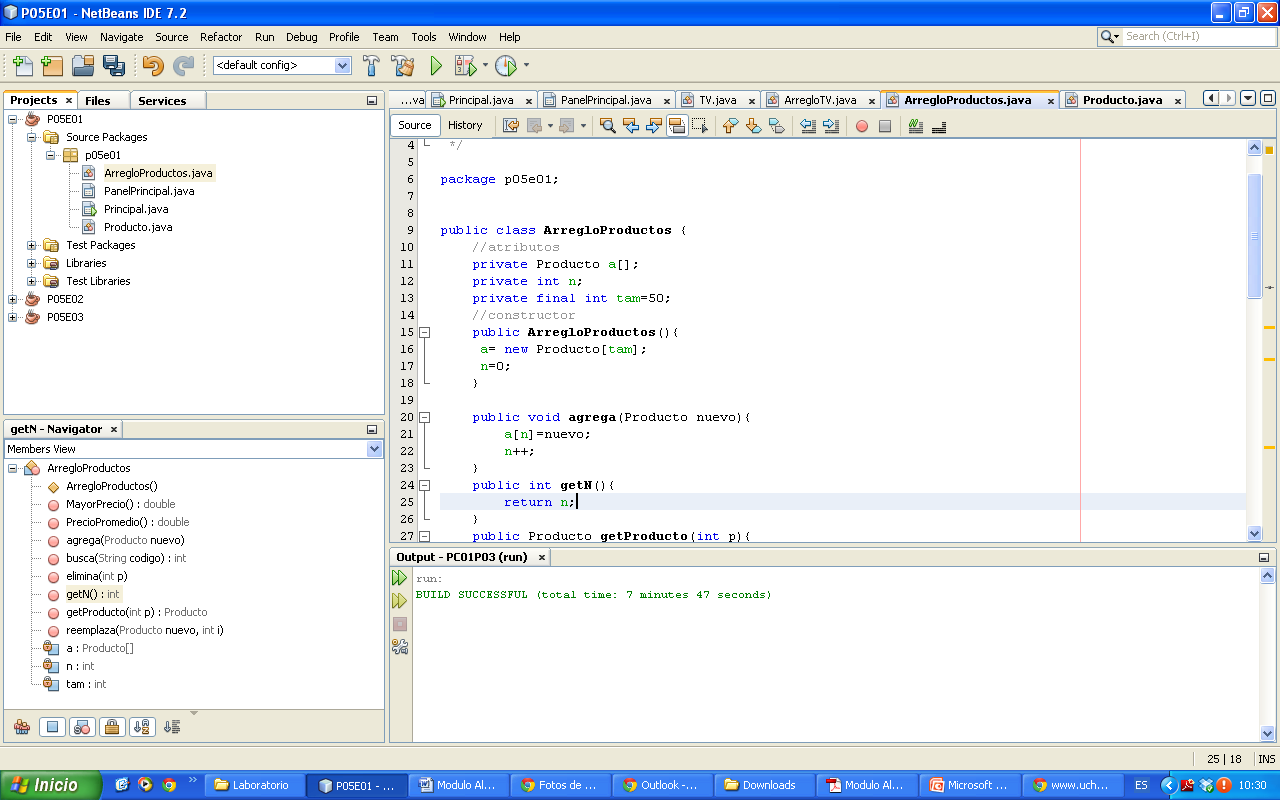 P05E01 - NetBeans IDE 7.2
File Edit View Navigate Source Refactor Run Debug Profile Team Tools Window Help
Search (Ctrl+I)
<default config>
Projects Files Services
P05E01
Source Packages
p05e01
ArregloProductos.java
PanelPrincipal.java
Principal.java
Producto.java
Test Packages
Libraries
Test Libraries
P05E02
P05E03
getN - Navigator
Members View
ArregloProductos
ArregloProductos()
MayorPrecio() : double
PrecioPromedio() : double
agrega(Producto nuevo)
busca(String codigo) : int
elimina(int p)
getN() : int
getProducto(int p) : Producto
reemplaza(Producto nuevo, int i)
a : Producto[]
n : int
tam : int
...va Principal.java PanelPrincipal.java TV.java ArregloTV.java ArregloProductos.java Producto.java
Source History
4 */
5
6 package p05e01;
7
8
9 public class ArregloProductos {
10 //atributos
11 private Producto a[];
12 private int n;
13 private final int tam=50;
14 //constructor
15 public ArregloProductos(){
16 a= new Producto[tam];
17 n=0;
18 }
19
20 public void agrega(Producto nuevo){
21 a[n]=nuevo;
22 n++;
23 }
24 public int getN(){
25 return n;
26 }
27 public Producto getProducto(int p){
Output - PC01P03 (run)
run:
BUILD SUCCESSFUL (total time: 7 minutes 47 seconds)
25 | 18 INS
Inicio Laboratorio P05E01 - ... Modulo Al... Fotos de ... Outlook -... Downloads Modulo Al... Microsoft ... www.uch... ES 10:30